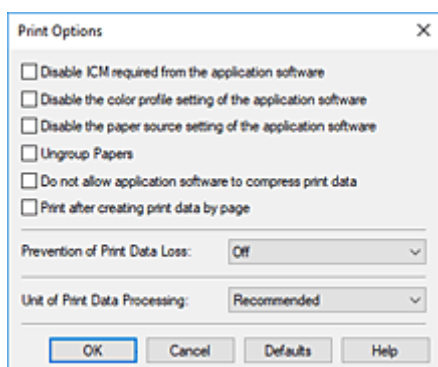 Print Options
Disable ICM required from the application software
Disable the color profile setting of the application software
Disable the paper source setting of the application software
Ungroup Papers
Do not allow application software to compress print data
Print after creating print data by page
Prevention of Print Data Loss: Off
Unit of Print Data Processing: Recommended
OK Cancel Defaults Help